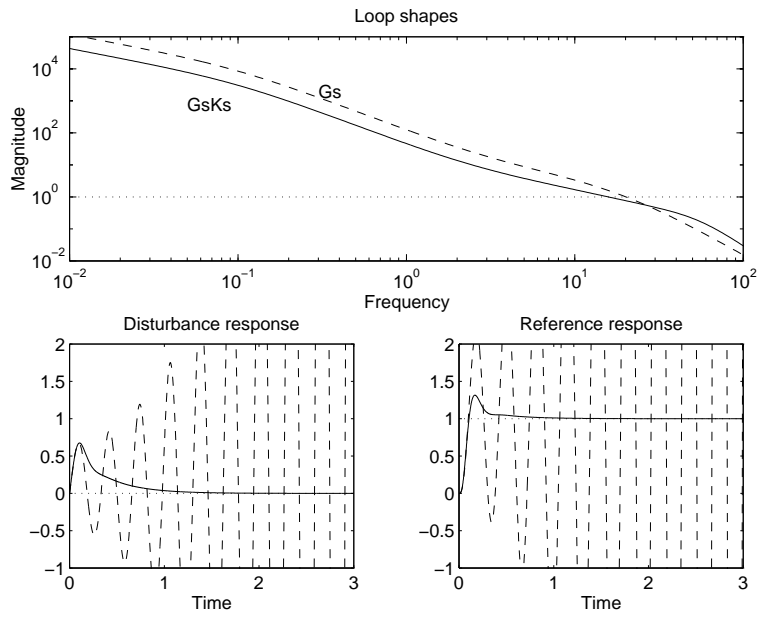 Loop shapes
Magnitude
10^4
10^2
10^0
10^−2
Gs
GsKs
10^−2 10^−1 10^0 10^1 10^2
Frequency
Disturbance response
2
1.5
1
0.5
0
−0.5
−1
0 1 2 3
Time
Reference response
2
1.5
1
0.5
0
−0.5
−1
0 1 2 3
Time